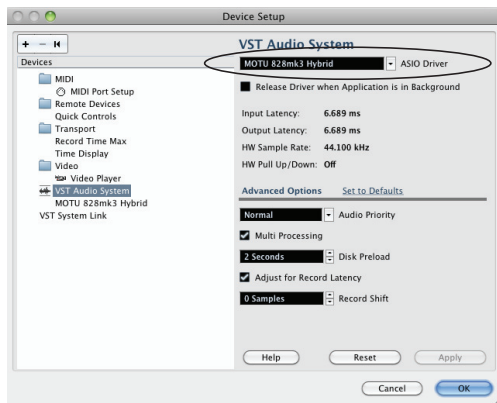 Device Setup
+ − 
Devices
MIDI
MIDI Port Setup
Remote Devices
Quick Controls
Transport
Record Time Max
Time Display
Video
Video Player
VST Audio System
MOTU 828mk3 Hybrid
VST System Link
VST Audio System
MOTU 828mk3 Hybrid ASIO Driver
Release Driver when Application is in Background
Input Latency: 6.689 ms
Output Latency: 6.689 ms
HW Sample Rate: 44.100 kHz
HW Pull Up/Down: Off
Advanced Options Set to Defaults
Normal Audio Priority
Multi Processing
2 Seconds Disk Preload
Adjust for Record Latency
0 Samples Record Shift
Help Reset Apply
Cancel OK